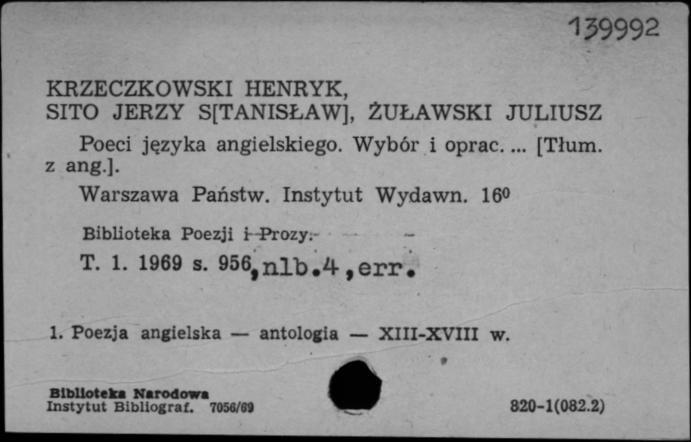 139992
KRZECZKOWSKI HENRYK,
SITO JERZY S[TANISŁAW], ŻUŁAWSKI JULIUSZ
Poeci języka angielskiego. Wybór i oprac. ... [Tłum.
z ang.].
Warszawa Państw. Instytut Wydawn. 16⁰
Biblioteka Poezji i Prozy.
T. 1. 1969 s. 956, nlb.4, err.
1. Poezja angielska — antologia — XIII-XVIII w.
Biblioteka Narodowa
Instytut Bibliograf. 7056/69 820-1(082.2)